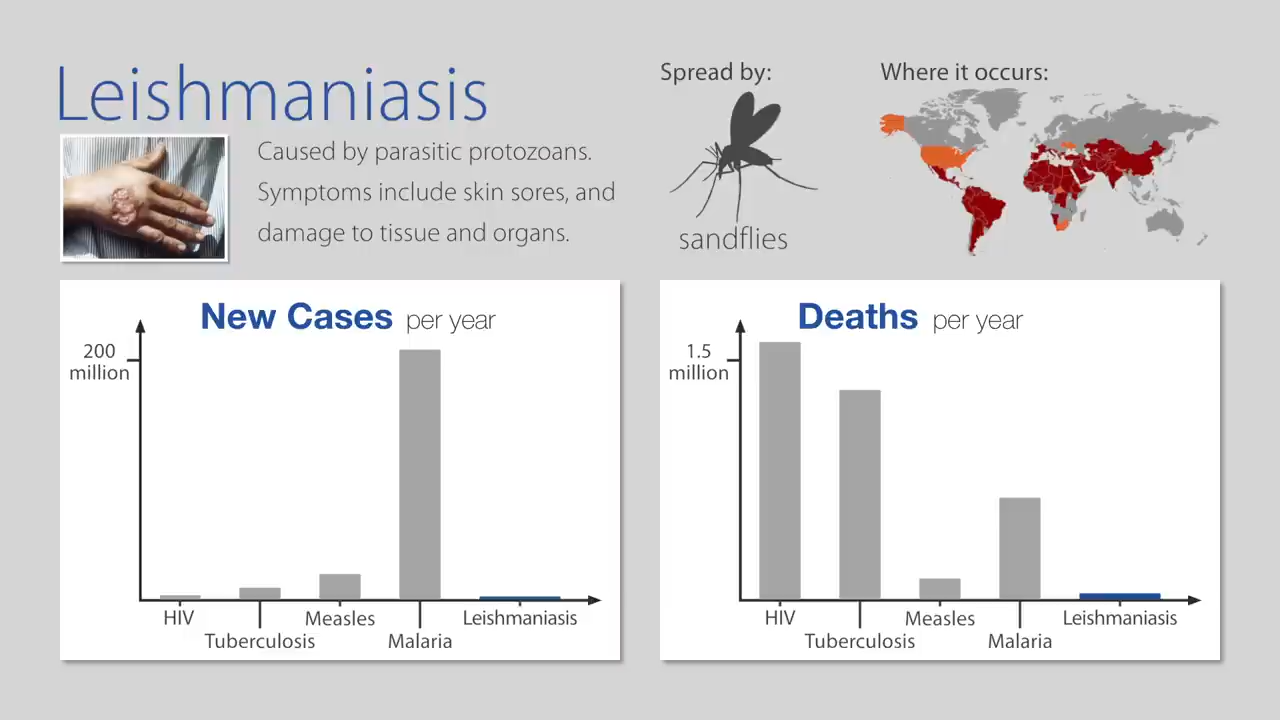 Leishmaniasis
Caused by parasitic protozoans.
Symptoms include skin sores, and
damage to tissue and organs.
Spread by:
sandflies
Where it occurs:
New Cases per year
200
million
HIV
Tuberculosis
Measles
Malaria
Leishmaniasis
Deaths per year
1.5
million
HIV
Tuberculosis
Measles
Malaria
Leishmaniasis